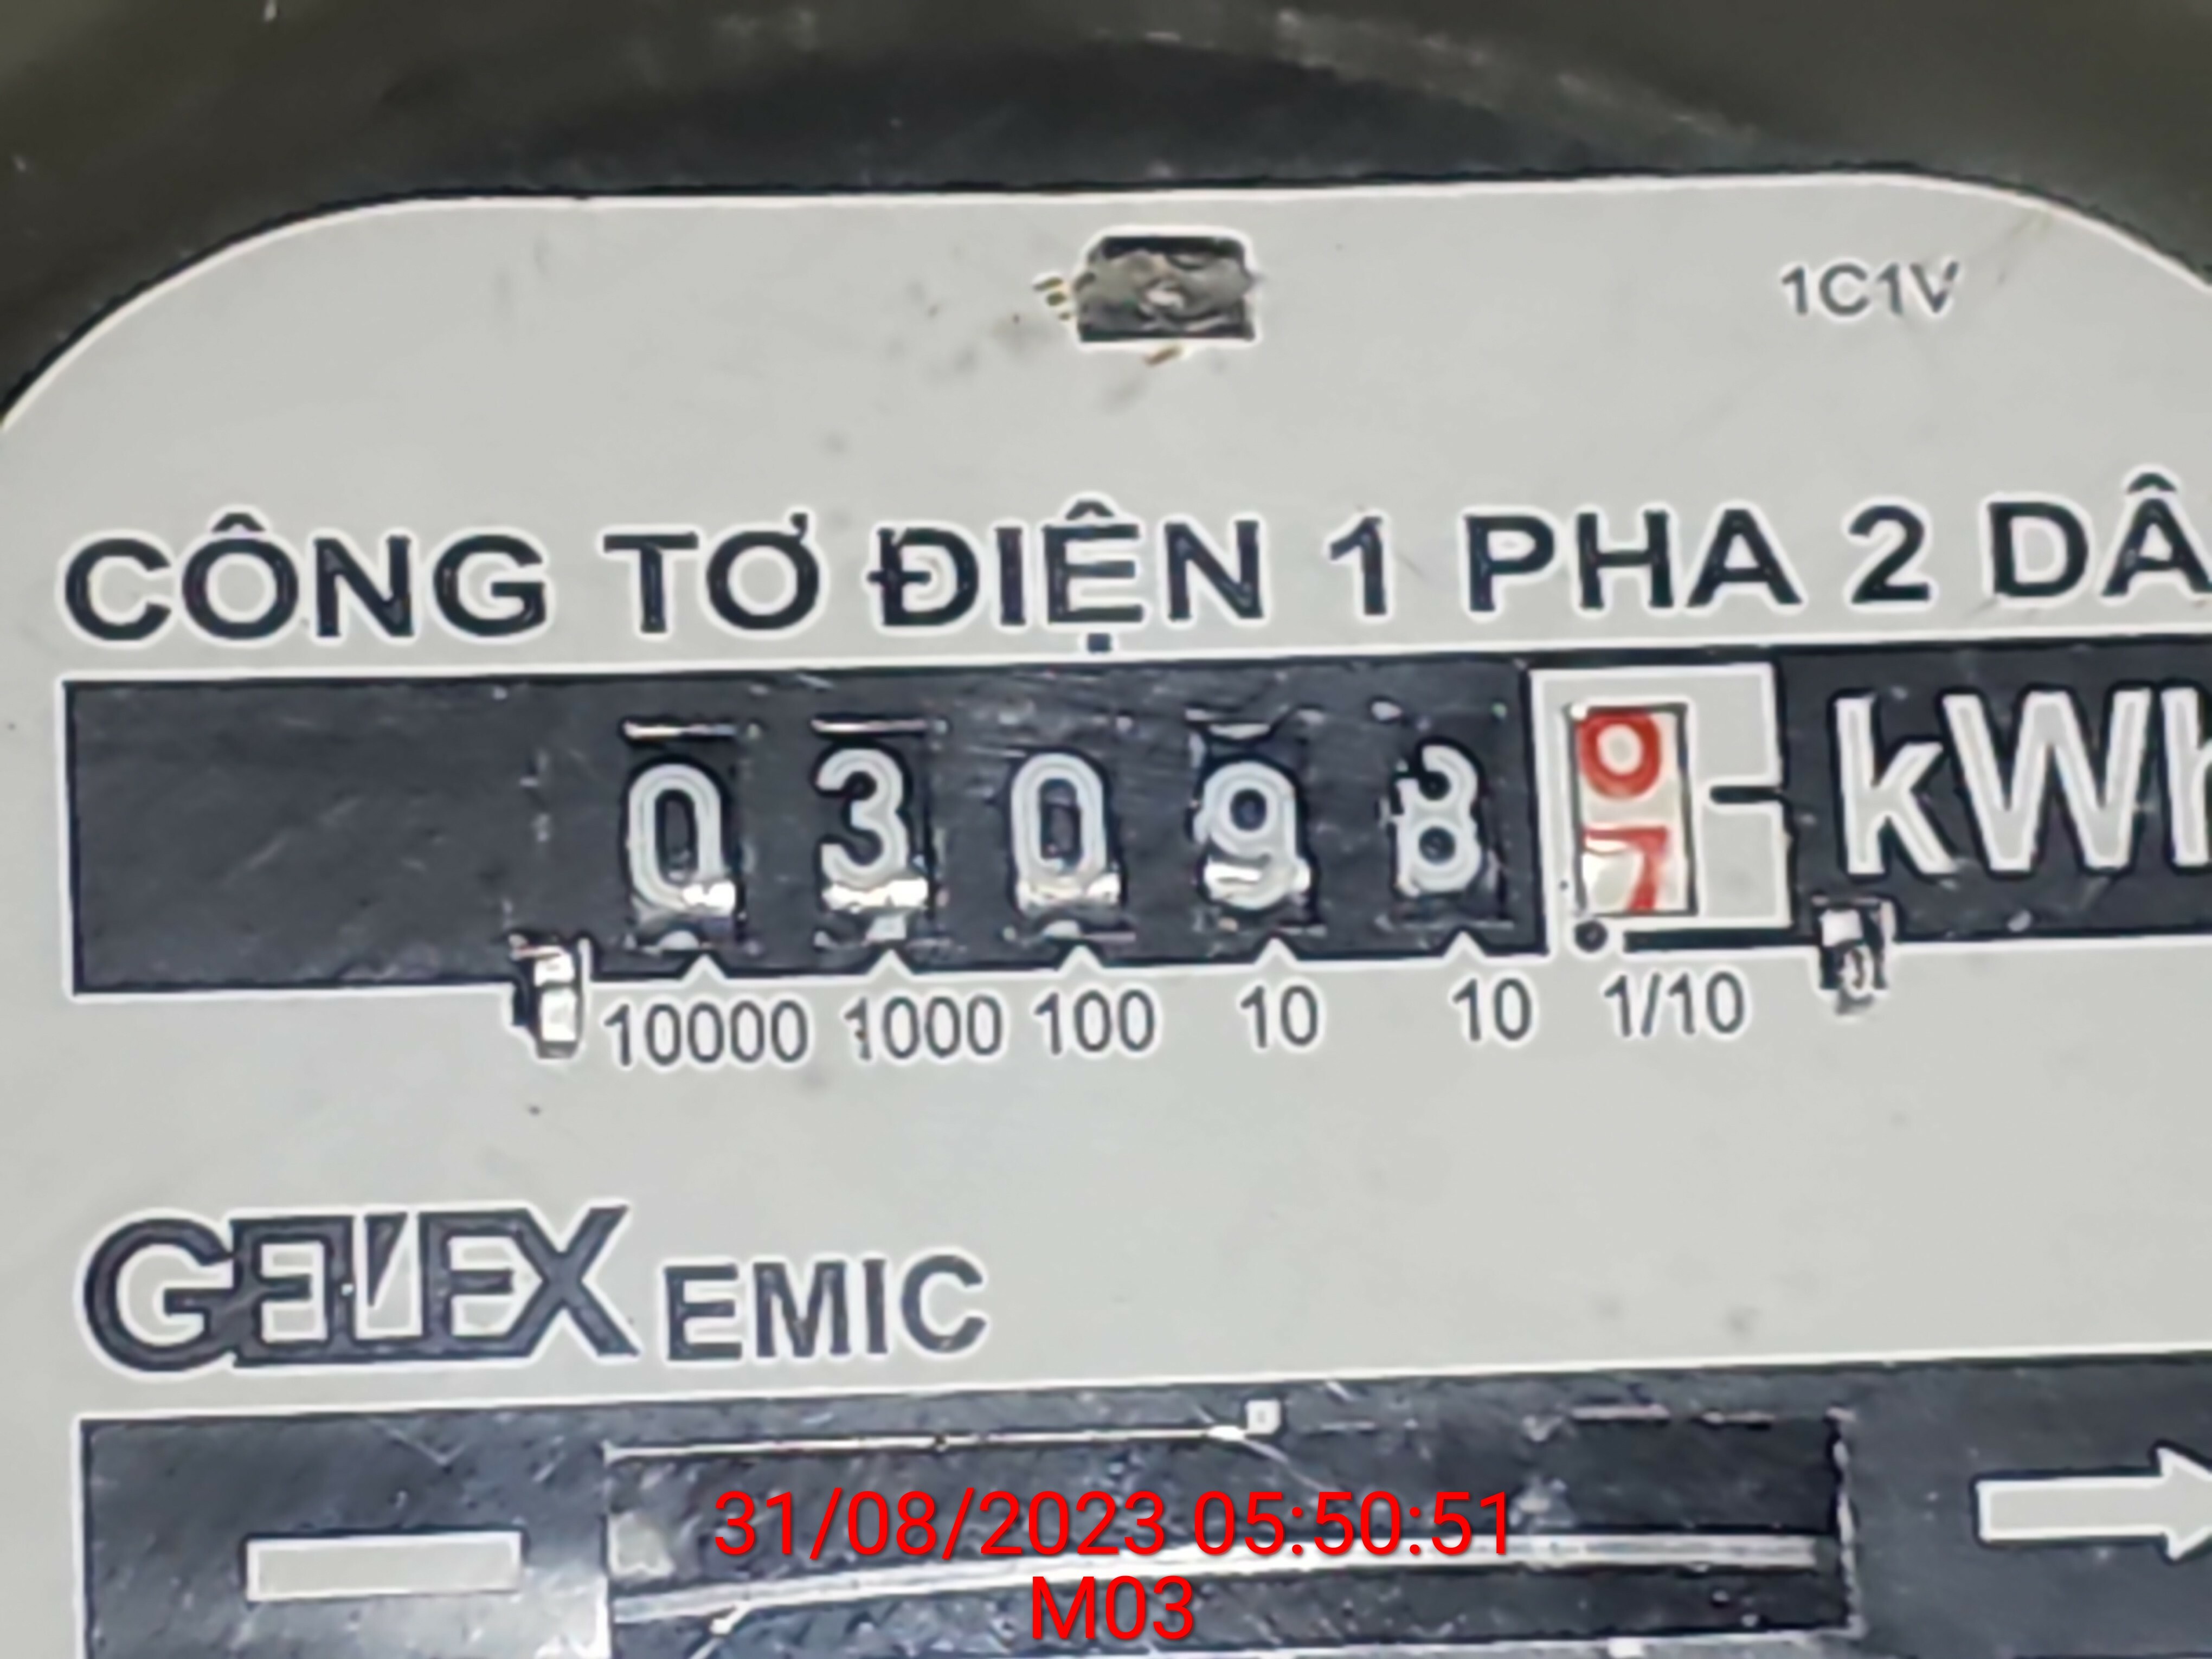 1C1V
CÔNG TƠ ĐIỆN 1 PHA 2 DÂ
03098 7 kWh
10000 1000 100 10 10 1/10
GELEX EMIC
31/08/2023 05:50:51
M03